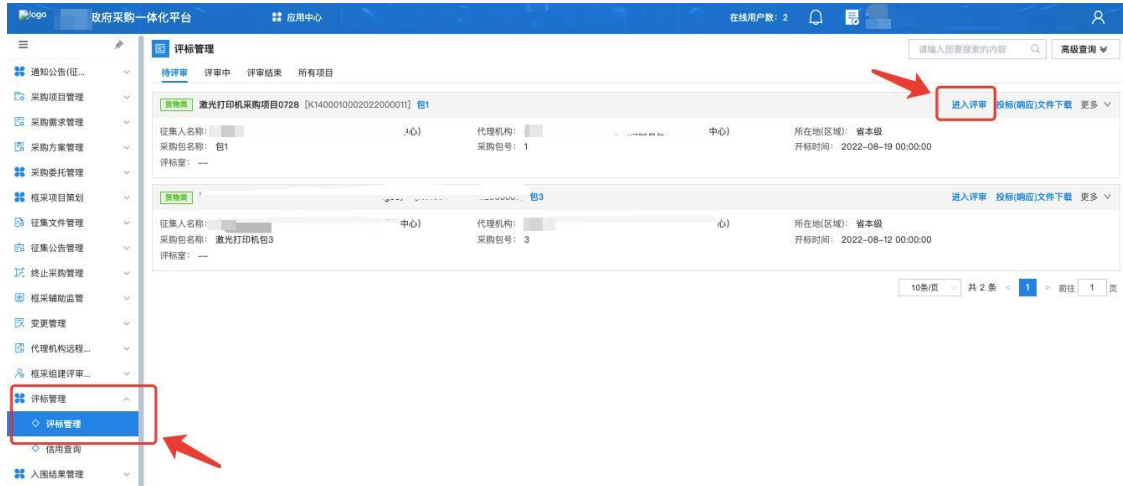 logo 政府采购一体化平台 应用中心 在线用户数: 2
评标管理 请输入您要搜索的内容 高级查询
待评审 评审中 评审结束 所有项目
通知公告(征...
采购项目管理
采购需求管理
采购方案管理
采购委托管理
框采项目策划
征集文件管理
征集公告管理
终止采购管理
框采辅助监管
变更管理
代理机构远程...
框采组建评审...
评标管理
评标管理
信用查询
入围结果管理
货物类 激光打印机采购项目0728 [K1400010002022000011] 包1 进入评审 投标(响应)文件下载 更多
征集人名称: 心) 代理机构: 中心) 所在地(区域): 省本级
采购包名称: 包1 采购包号: 1 开标时间: 2022-08-19 00:00:00
评标室: --
货物类 包3 进入评审 投标(响应)文件下载 更多
征集人名称: 中心) 代理机构: 心) 所在地(区域): 省本级
采购包名称: 激光打印机包3 采购包号: 3 开标时间: 2022-08-12 00:00:00
评标室: --
10条/页 共 2 条 < 1 > 前往 1 页